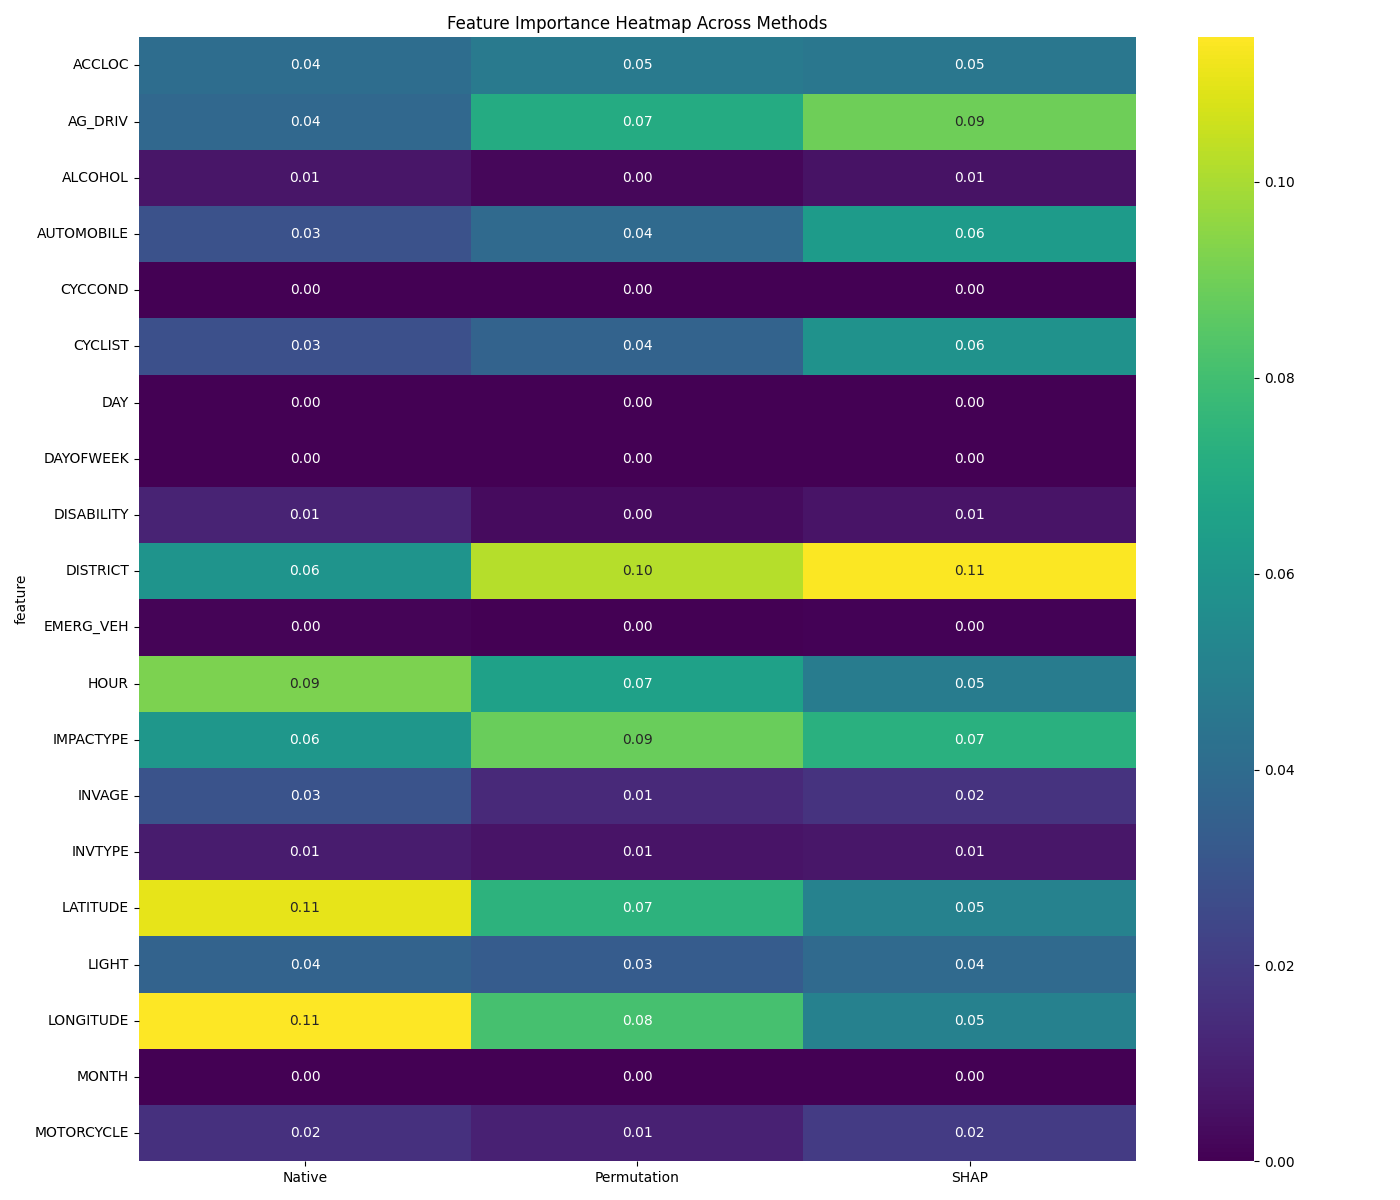 Feature Importance Heatmap Across Methods
ACCLOC 0.04 0.05 0.05
AG_DRIV 0.04 0.07 0.09
ALCOHOL 0.01 0.00 0.01
AUTOMOBILE 0.03 0.04 0.06
CYCCOND 0.00 0.00 0.00
CYCLIST 0.03 0.04 0.06
DAY 0.00 0.00 0.00
DAYOFWEEK 0.00 0.00 0.00
DISABILITY 0.01 0.00 0.01
DISTRICT 0.06 0.10 0.11
EMERG_VEH 0.00 0.00 0.00
HOUR 0.09 0.07 0.05
IMPACTYPE 0.06 0.09 0.07
INVAGE 0.03 0.01 0.02
INVTYPE 0.01 0.01 0.01
LATITUDE 0.11 0.07 0.05
LIGHT 0.04 0.03 0.04
LONGITUDE 0.11 0.08 0.05
MONTH 0.00 0.00 0.00
MOTORCYCLE 0.02 0.01 0.02
feature
Native Permutation SHAP
0.10
0.08
0.06
0.04
0.02
0.00